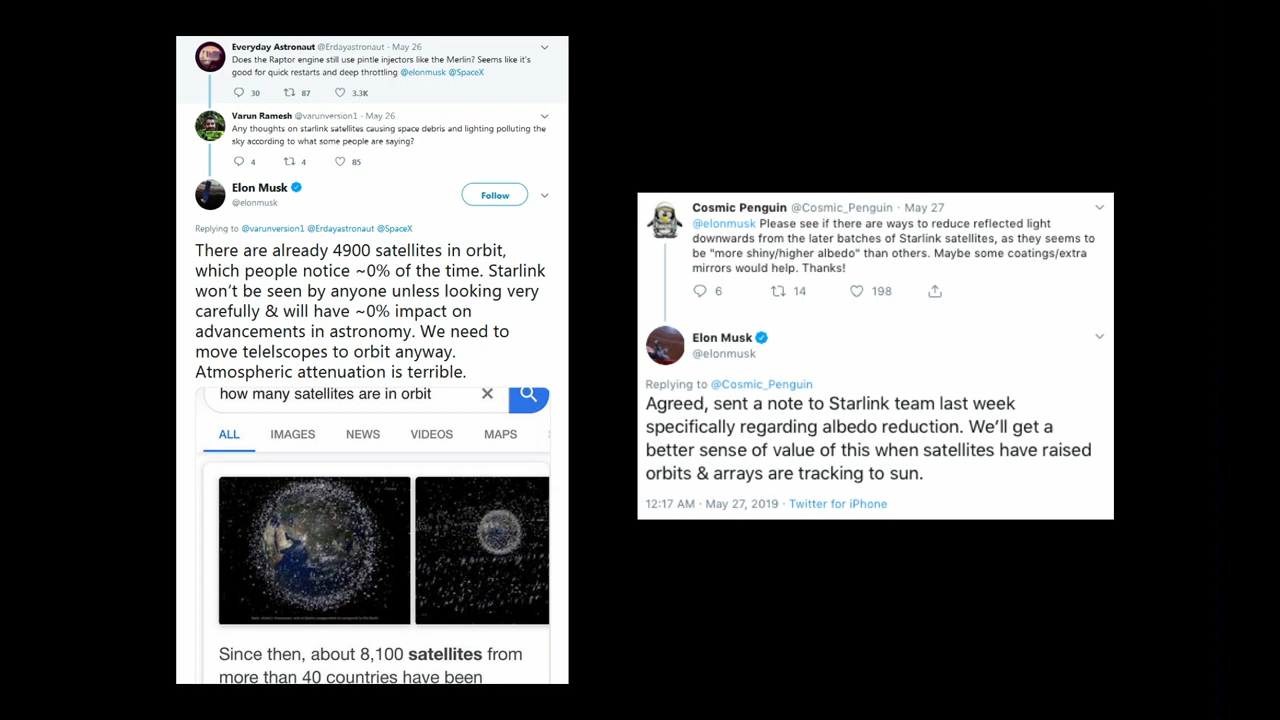 Everyday Astronaut @Erdayastronaut · May 26
Does the Raptor engine still use pintle injectors like the Merlin? Seems like it's
good for quick restarts and deep throttling @elonmusk @SpaceX
30 87 3.3K
Varun Ramesh @varunversion1 · May 26
Any thoughts on starlink satellites causing space debris and lighting polluting the
sky according to what some people are saying?
4 4 85
Elon Musk
@elonmusk
Follow
Replying to @varunversion1 @Erdayastronaut @SpaceX
There are already 4900 satellites in orbit,
which people notice ~0% of the time. Starlink
won't be seen by anyone unless looking very
carefully & will have ~0% impact on
advancements in astronomy. We need to
move telelscopes to orbit anyway.
Atmospheric attenuation is terrible.
how many satellites are in orbit
ALL IMAGES NEWS VIDEOS MAPS
Since then, about 8,100 satellites from
more than 40 countries have been
Cosmic Penguin @Cosmic_Penguin · May 27
@elonmusk Please see if there are ways to reduce reflected light
downwards from the later batches of Starlink satellites, as they seems to
be "more shiny/higher albedo" than others. Maybe some coatings/extra
mirrors would help. Thanks!
6 14 198
Elon Musk
@elonmusk
Replying to @Cosmic_Penguin
Agreed, sent a note to Starlink team last week
specifically regarding albedo reduction. We'll get a
better sense of value of this when satellites have raised
orbits & arrays are tracking to sun.
12:17 AM · May 27, 2019 · Twitter for iPhone